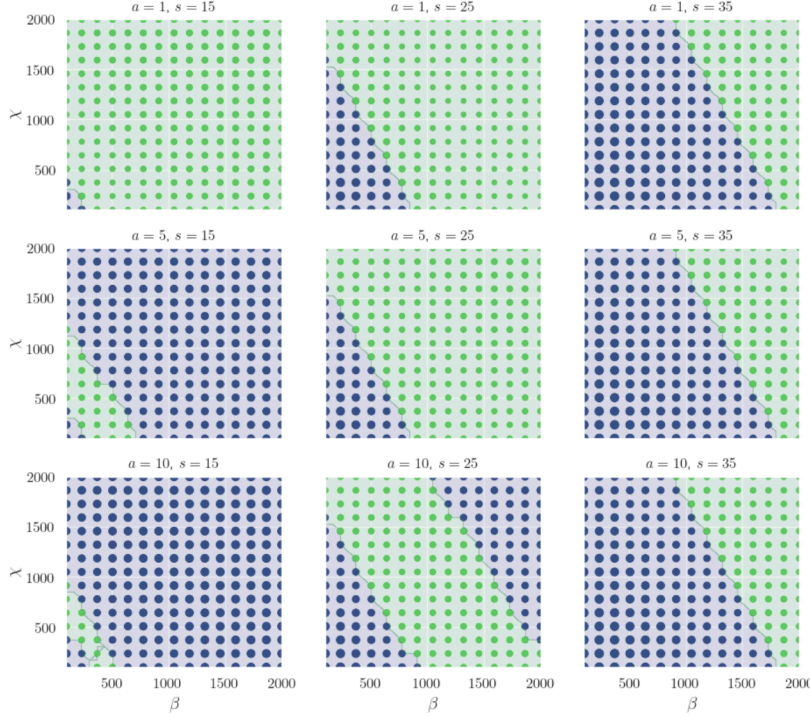 a = 1, s = 15
a = 1, s = 25
a = 1, s = 35
2000
1500
χ
1000
500
a = 5, s = 15
a = 5, s = 25
a = 5, s = 35
2000
1500
χ
1000
500
a = 10, s = 15
a = 10, s = 25
a = 10, s = 35
2000
1500
χ
1000
500
500 1000 1500 2000 500 1000 1500 2000 500 1000 1500
β β β